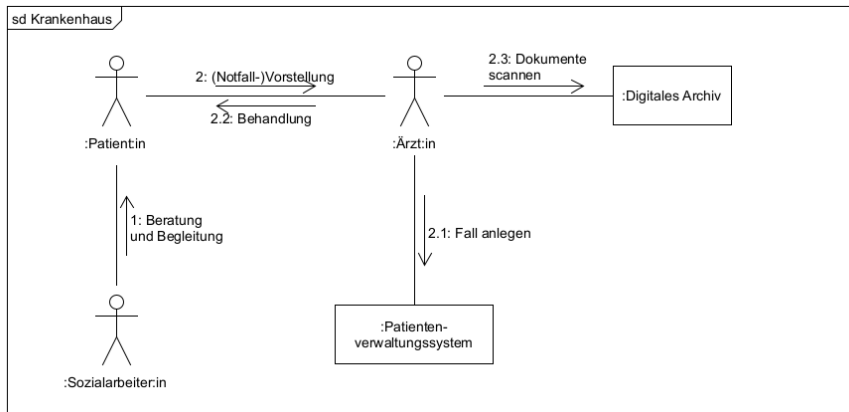 sd Krankenhaus
2: (Notfall-)Vorstellung
2.2: Behandlung
2.3: Dokumente
scannen
:Digitales Archiv
:Patient:in
:Ärzt:in
1: Beratung
und Begleitung
2.1: Fall anlegen
:Patienten-
verwaltungssystem
:Sozialarbeiter:in